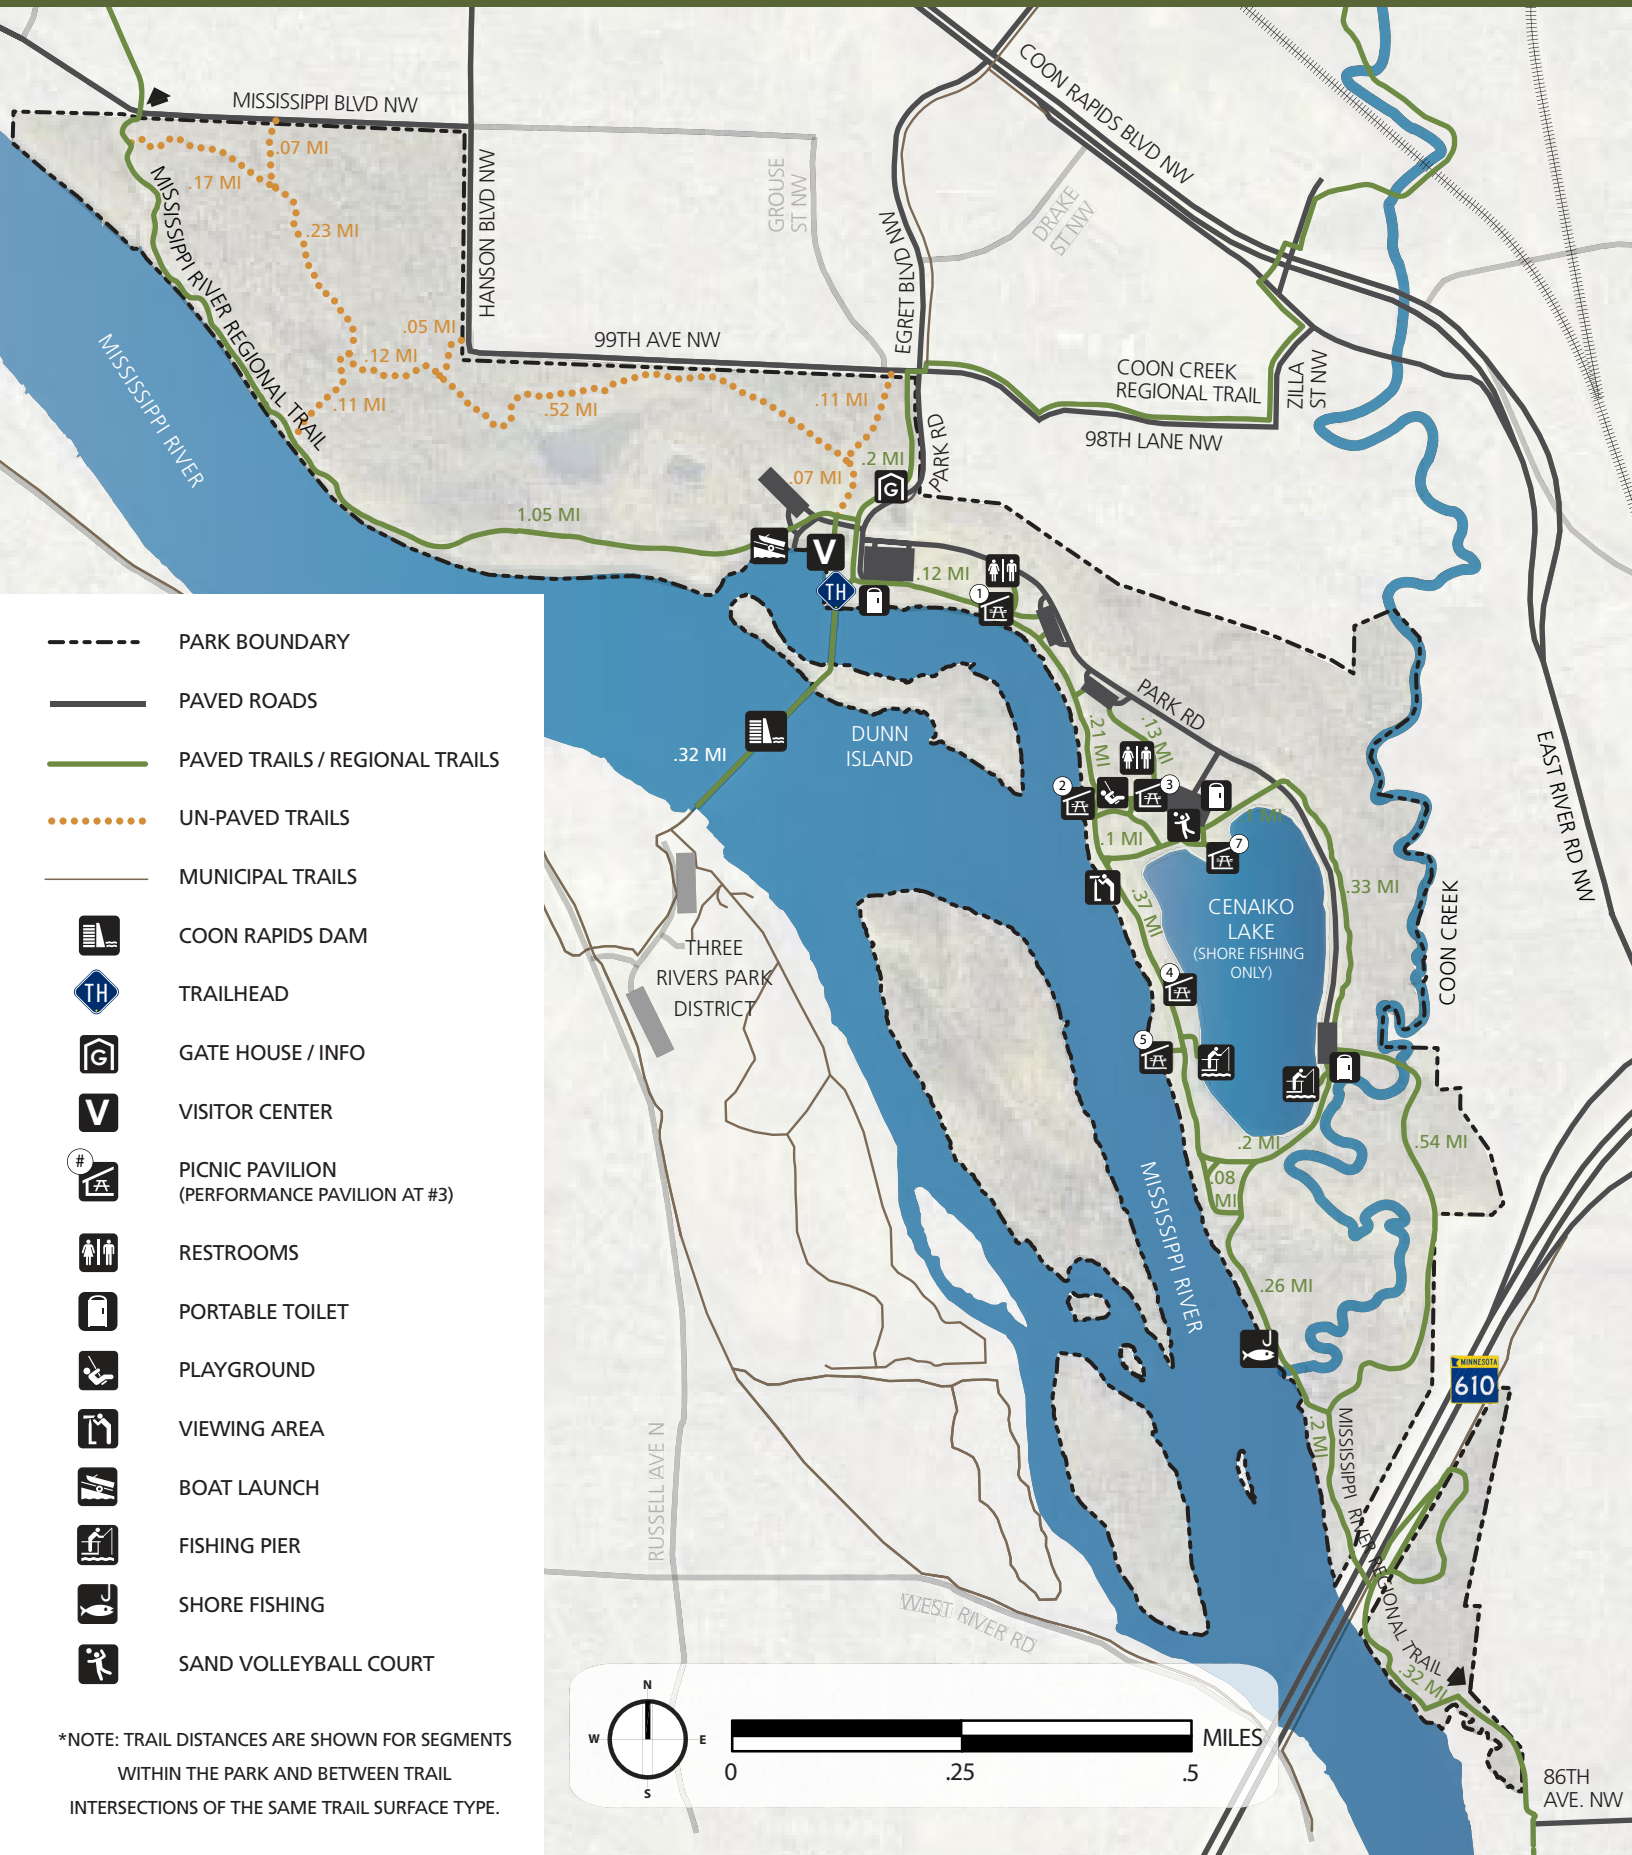 MISSISSIPPI BLVD NW
COON RAPIDS BLVD NW
.07 MI
.17 MI
HANSON BLVD NW
GROUSE
ST NW
DRAKE
ST NW
EGRET BLVD NW
.23 MI
MISSISSIPPI RIVER REGIONAL TRAIL
MISSISSIPPI RIVER
.05 MI
.12 MI
.11 MI
99TH AVE NW
.52 MI
.11 MI
COON CREEK
REGIONAL TRAIL
ZILLA
ST NW
98TH LANE NW
PARK RD
.2 MI
G
.07 MI
1.05 MI
V
TH
.12 MI
1
PARK RD
DUNN
ISLAND
.32 MI
.21 MI
.13 MI
2
3
.1 MI
.1 MI
7
.37 MI
.33 MI
CENAIKO
LAKE
(SHORE FISHING
ONLY)
4
5
COON CREEK
EAST RIVER RD NW
THREE
RIVERS PARK
DISTRICT
.2 MI
.08
MI
.54 MI
MISSISSIPPI RIVER
.26 MI
MINNESOTA
610
.2 MI
MISSISSIPPI RIVER REGIONAL TRAIL
.32 MI
RUSSELL AVE N
WEST RIVER RD
86TH
AVE. NW
PARK BOUNDARY
PAVED ROADS
PAVED TRAILS / REGIONAL TRAILS
UN-PAVED TRAILS
MUNICIPAL TRAILS
COON RAPIDS DAM
TH
TRAILHEAD
G
GATE HOUSE / INFO
V
VISITOR CENTER
#
PICNIC PAVILION
(PERFORMANCE PAVILION AT #3)
RESTROOMS
PORTABLE TOILET
PLAYGROUND
VIEWING AREA
BOAT LAUNCH
FISHING PIER
SHORE FISHING
SAND VOLLEYBALL COURT
*NOTE: TRAIL DISTANCES ARE SHOWN FOR SEGMENTS
WITHIN THE PARK AND BETWEEN TRAIL
INTERSECTIONS OF THE SAME TRAIL SURFACE TYPE.
N
W E
S
MILES
0 .25 .5